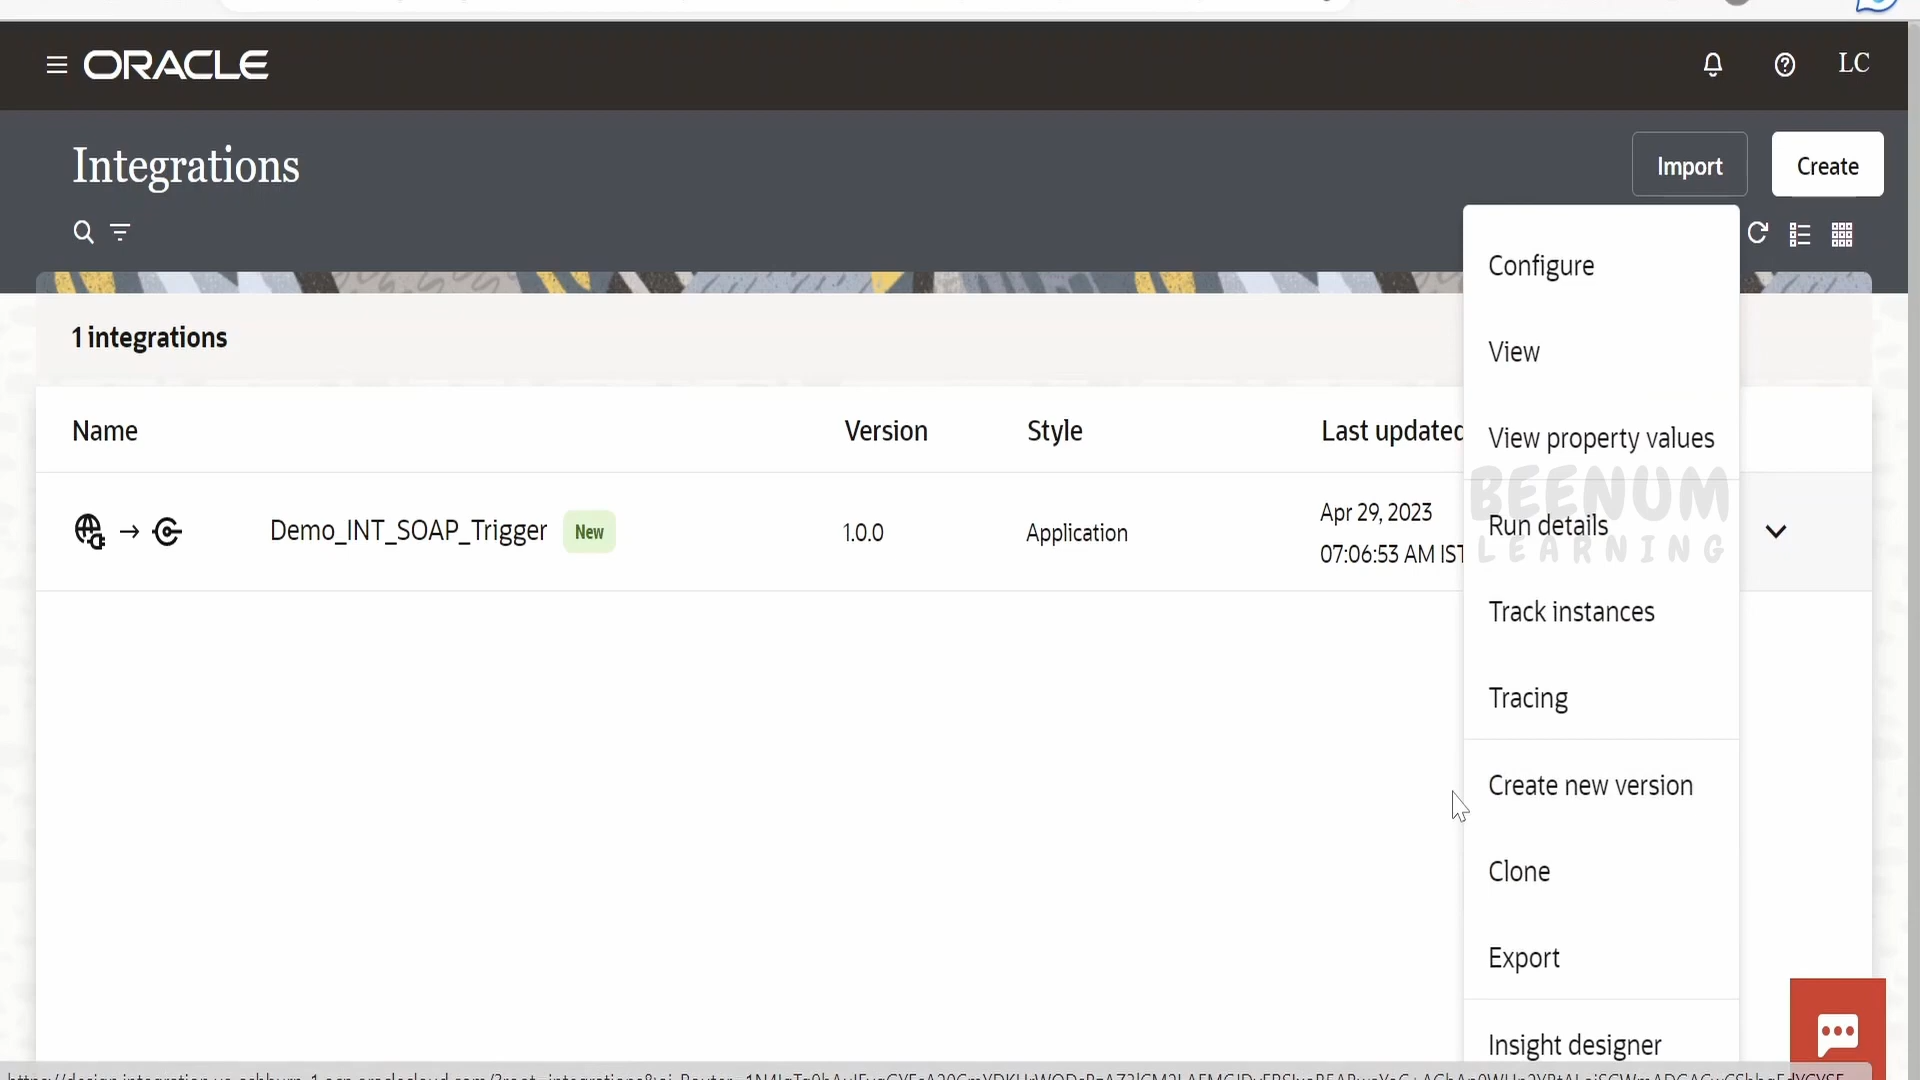 ORACLE
LC
Integrations
Import
Create
Configure
1 integrations
View
Name
Version
Style
Last updated
View property values
BEENUM
LEARNING
Demo_INT_SOAP_Trigger
New
1.0.0
Application
Apr 29, 2023
07:06:53 AM IST
Run details
Track instances
Tracing
Create new version
Clone
Export
Insight designer